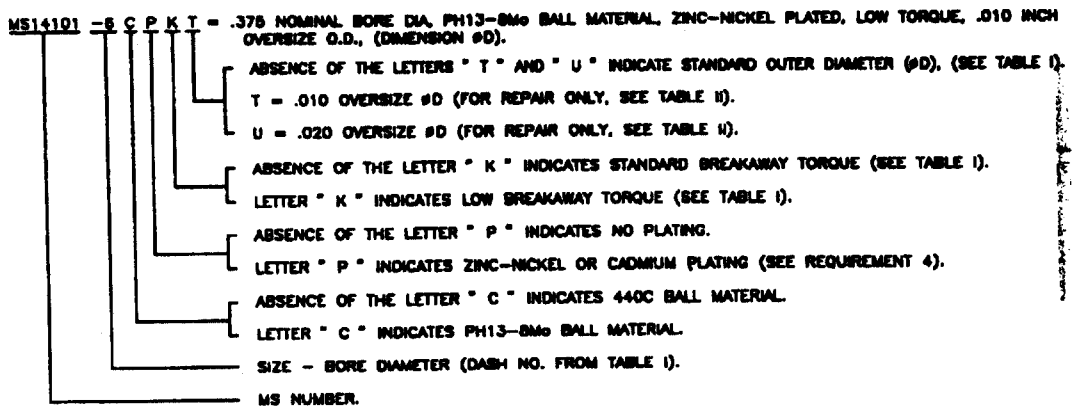 MS14101 -6 C P K T = .375 NOMINAL BORE DIA, PH13-8Mo BALL MATERIAL, ZINC-NICKEL PLATED, LOW TORQUE, .010 INCH
OVERSIZE O.D., (DIMENSION øD).
ABSENCE OF THE LETTERS " T " AND " U " INDICATE STANDARD OUTER DIAMETER (øD), (SEE TABLE I).
T = .010 OVERSIZE øD (FOR REPAIR ONLY, SEE TABLE II).
U = .020 OVERSIZE øD (FOR REPAIR ONLY, SEE TABLE II).
ABSENCE OF THE LETTER " K " INDICATES STANDARD BREAKAWAY TORQUE (SEE TABLE I).
LETTER " K " INDICATES LOW BREAKAWAY TORQUE (SEE TABLE I).
ABSENCE OF THE LETTER " P " INDICATES NO PLATING.
LETTER " P " INDICATES ZINC-NICKEL OR CADMIUM PLATING (SEE REQUIREMENT 4).
ABSENCE OF THE LETTER " C " INDICATES 440C BALL MATERIAL.
LETTER " C " INDICATES PH13-8Mo BALL MATERIAL.
SIZE - BORE DIAMETER (DASH NO. FROM TABLE I).
MS NUMBER.